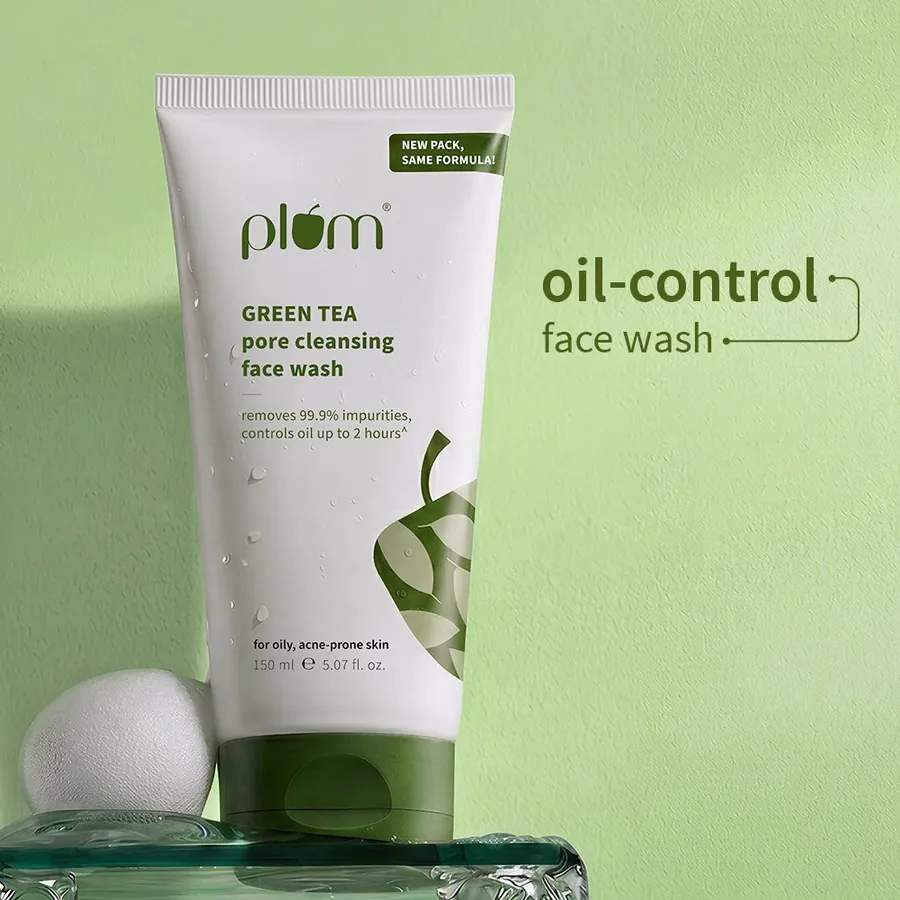 NEW PACK,
SAME FORMULA!
plum®
GREEN TEA
pore cleansing
face wash
removes 99.9% impurities,
controls oil up to 2 hours^
for oily, acne-prone skin
150 ml ℮ 5.07 fl. oz.
oil-control
face wash